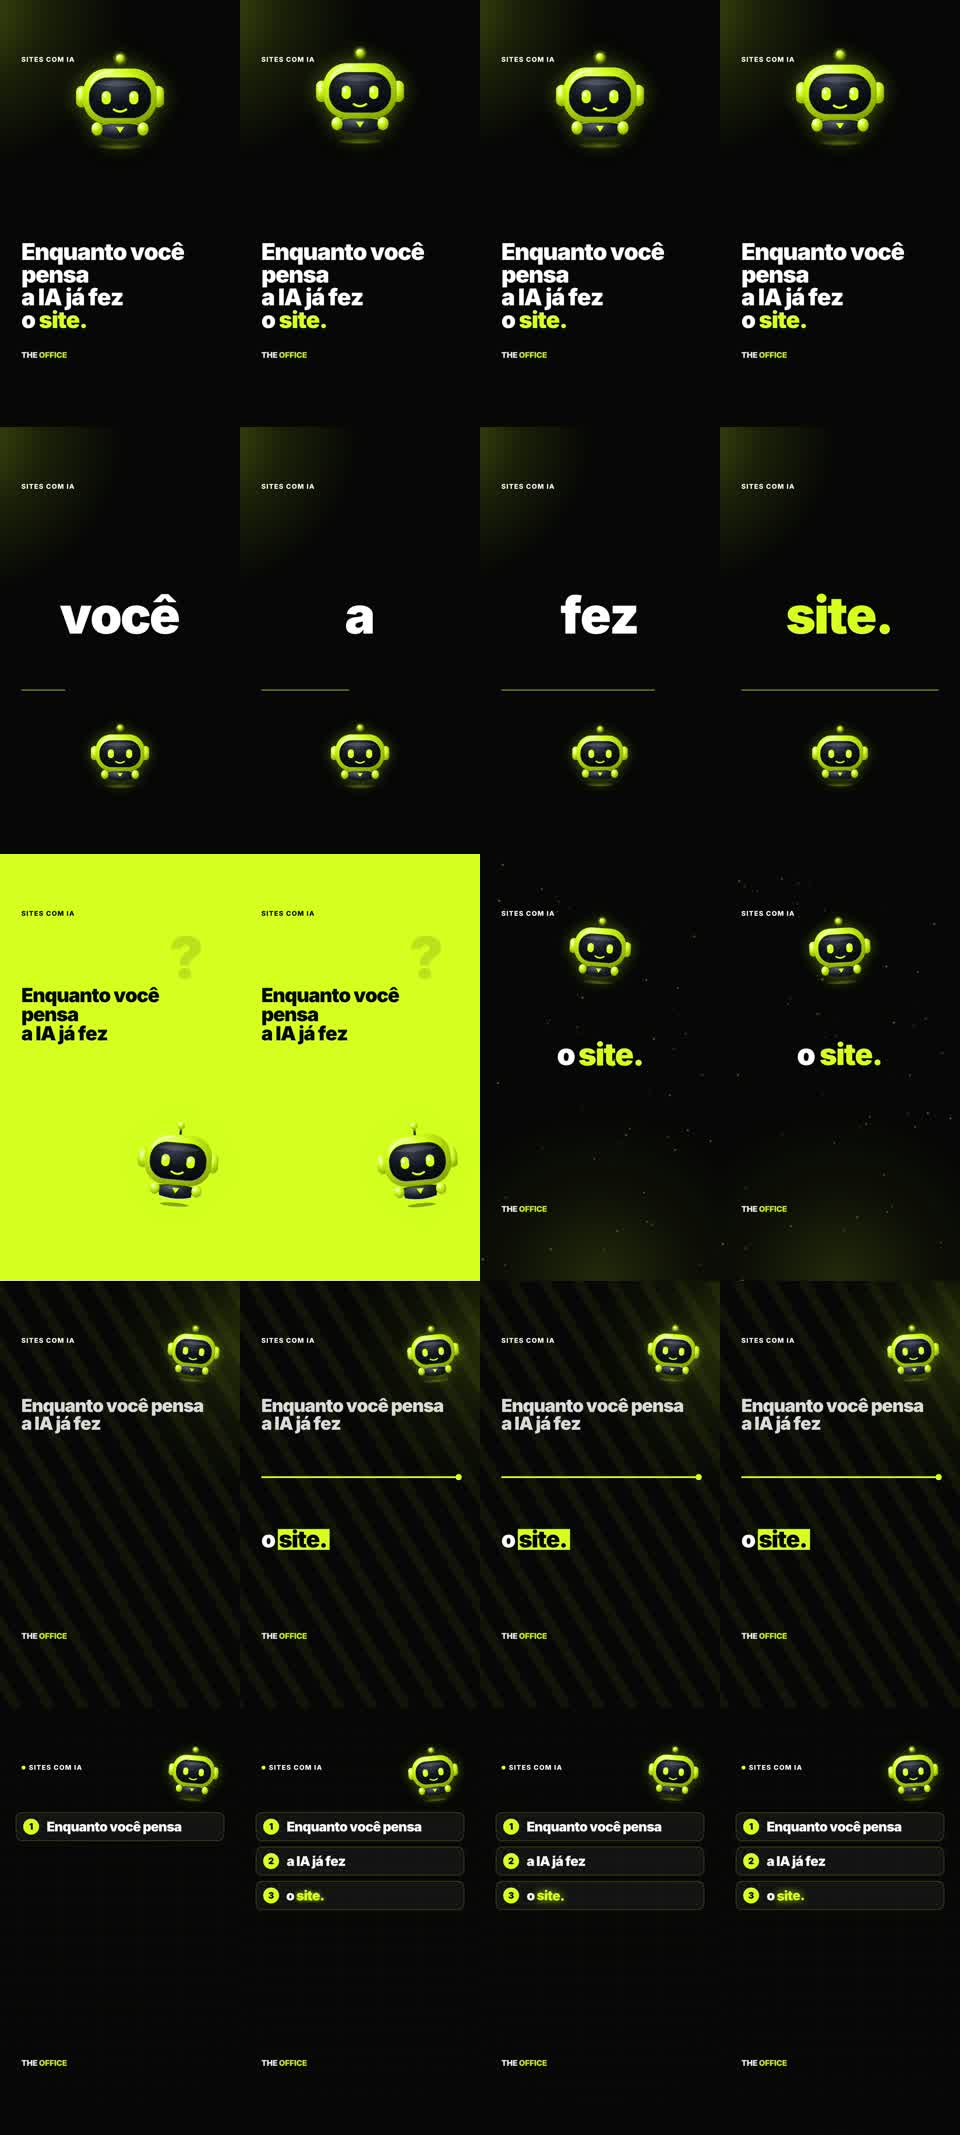 SITES COM IA
SITES COM IA
SITES COM IA
SITES COM IA
Enquanto você
pensa
a IA já fez
o site.
THE OFFICE
Enquanto você
pensa
a IA já fez
o site.
THE OFFICE
Enquanto você
pensa
a IA já fez
o site.
THE OFFICE
Enquanto você
pensa
a IA já fez
o site.
THE OFFICE
SITES COM IA
você
SITES COM IA
a
SITES COM IA
fez
SITES COM IA
site.
SITES COM IA
?
Enquanto você
pensa
a IA já fez
SITES COM IA
?
Enquanto você
pensa
a IA já fez
SITES COM IA
o site.
THE OFFICE
SITES COM IA
o site.
THE OFFICE
SITES COM IA
Enquanto você pensa
a IA já fez
THE OFFICE
SITES COM IA
Enquanto você pensa
a IA já fez
o site.
THE OFFICE
SITES COM IA
Enquanto você pensa
a IA já fez
o site.
THE OFFICE
SITES COM IA
Enquanto você pensa
a IA já fez
o site.
THE OFFICE
SITES COM IA
1 Enquanto você pensa
THE OFFICE
SITES COM IA
1 Enquanto você pensa
2 a IA já fez
3 o site.
THE OFFICE
SITES COM IA
1 Enquanto você pensa
2 a IA já fez
3 o site.
THE OFFICE
SITES COM IA
1 Enquanto você pensa
2 a IA já fez
3 o site.
THE OFFICE